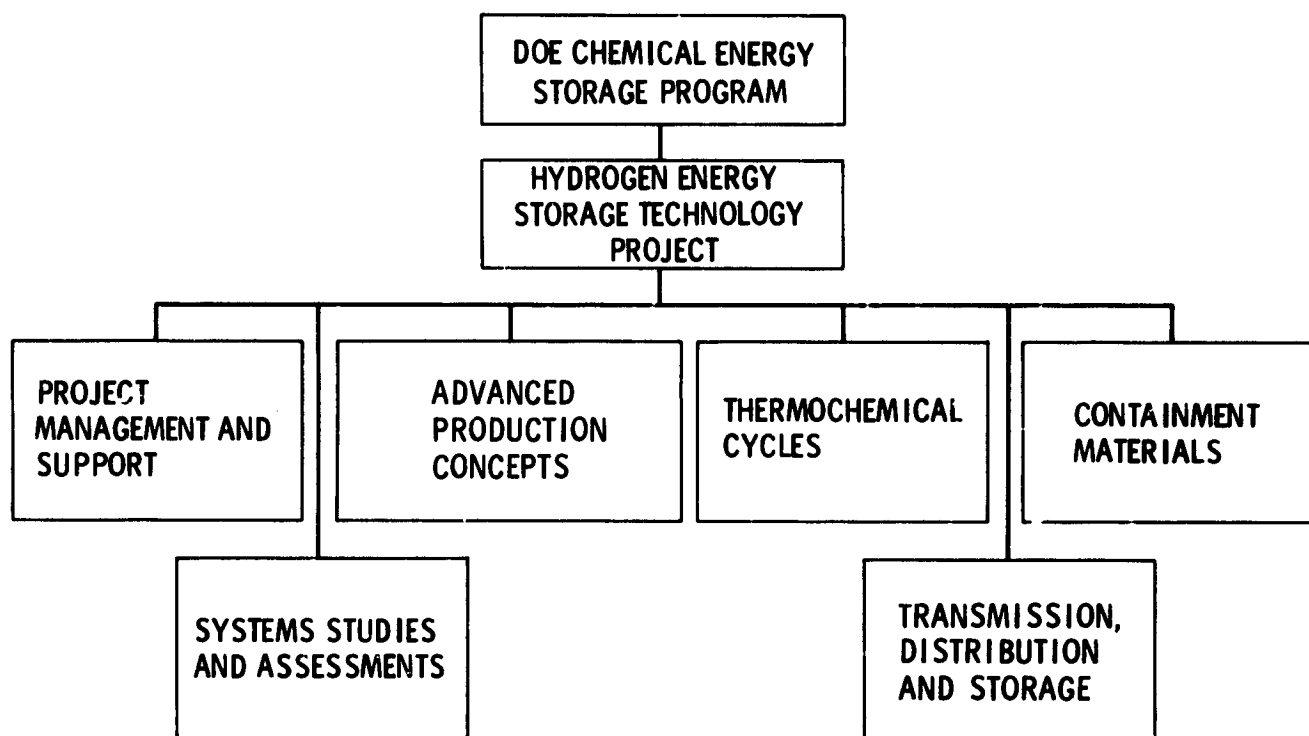 DOE CHEMICAL ENERGY
STORAGE PROGRAM
HYDROGEN ENERGY
STORAGE TECHNOLOGY
PROJECT
PROJECT
MANAGEMENT AND
SUPPORT
ADVANCED
PRODUCTION
CONCEPTS
THERMOCHEMICAL
CYCLES
CONTAINMENT
MATERIALS
SYSTEMS STUDIES
AND ASSESSMENTS
TRANSMISSION,
DISTRIBUTION
AND STORAGE